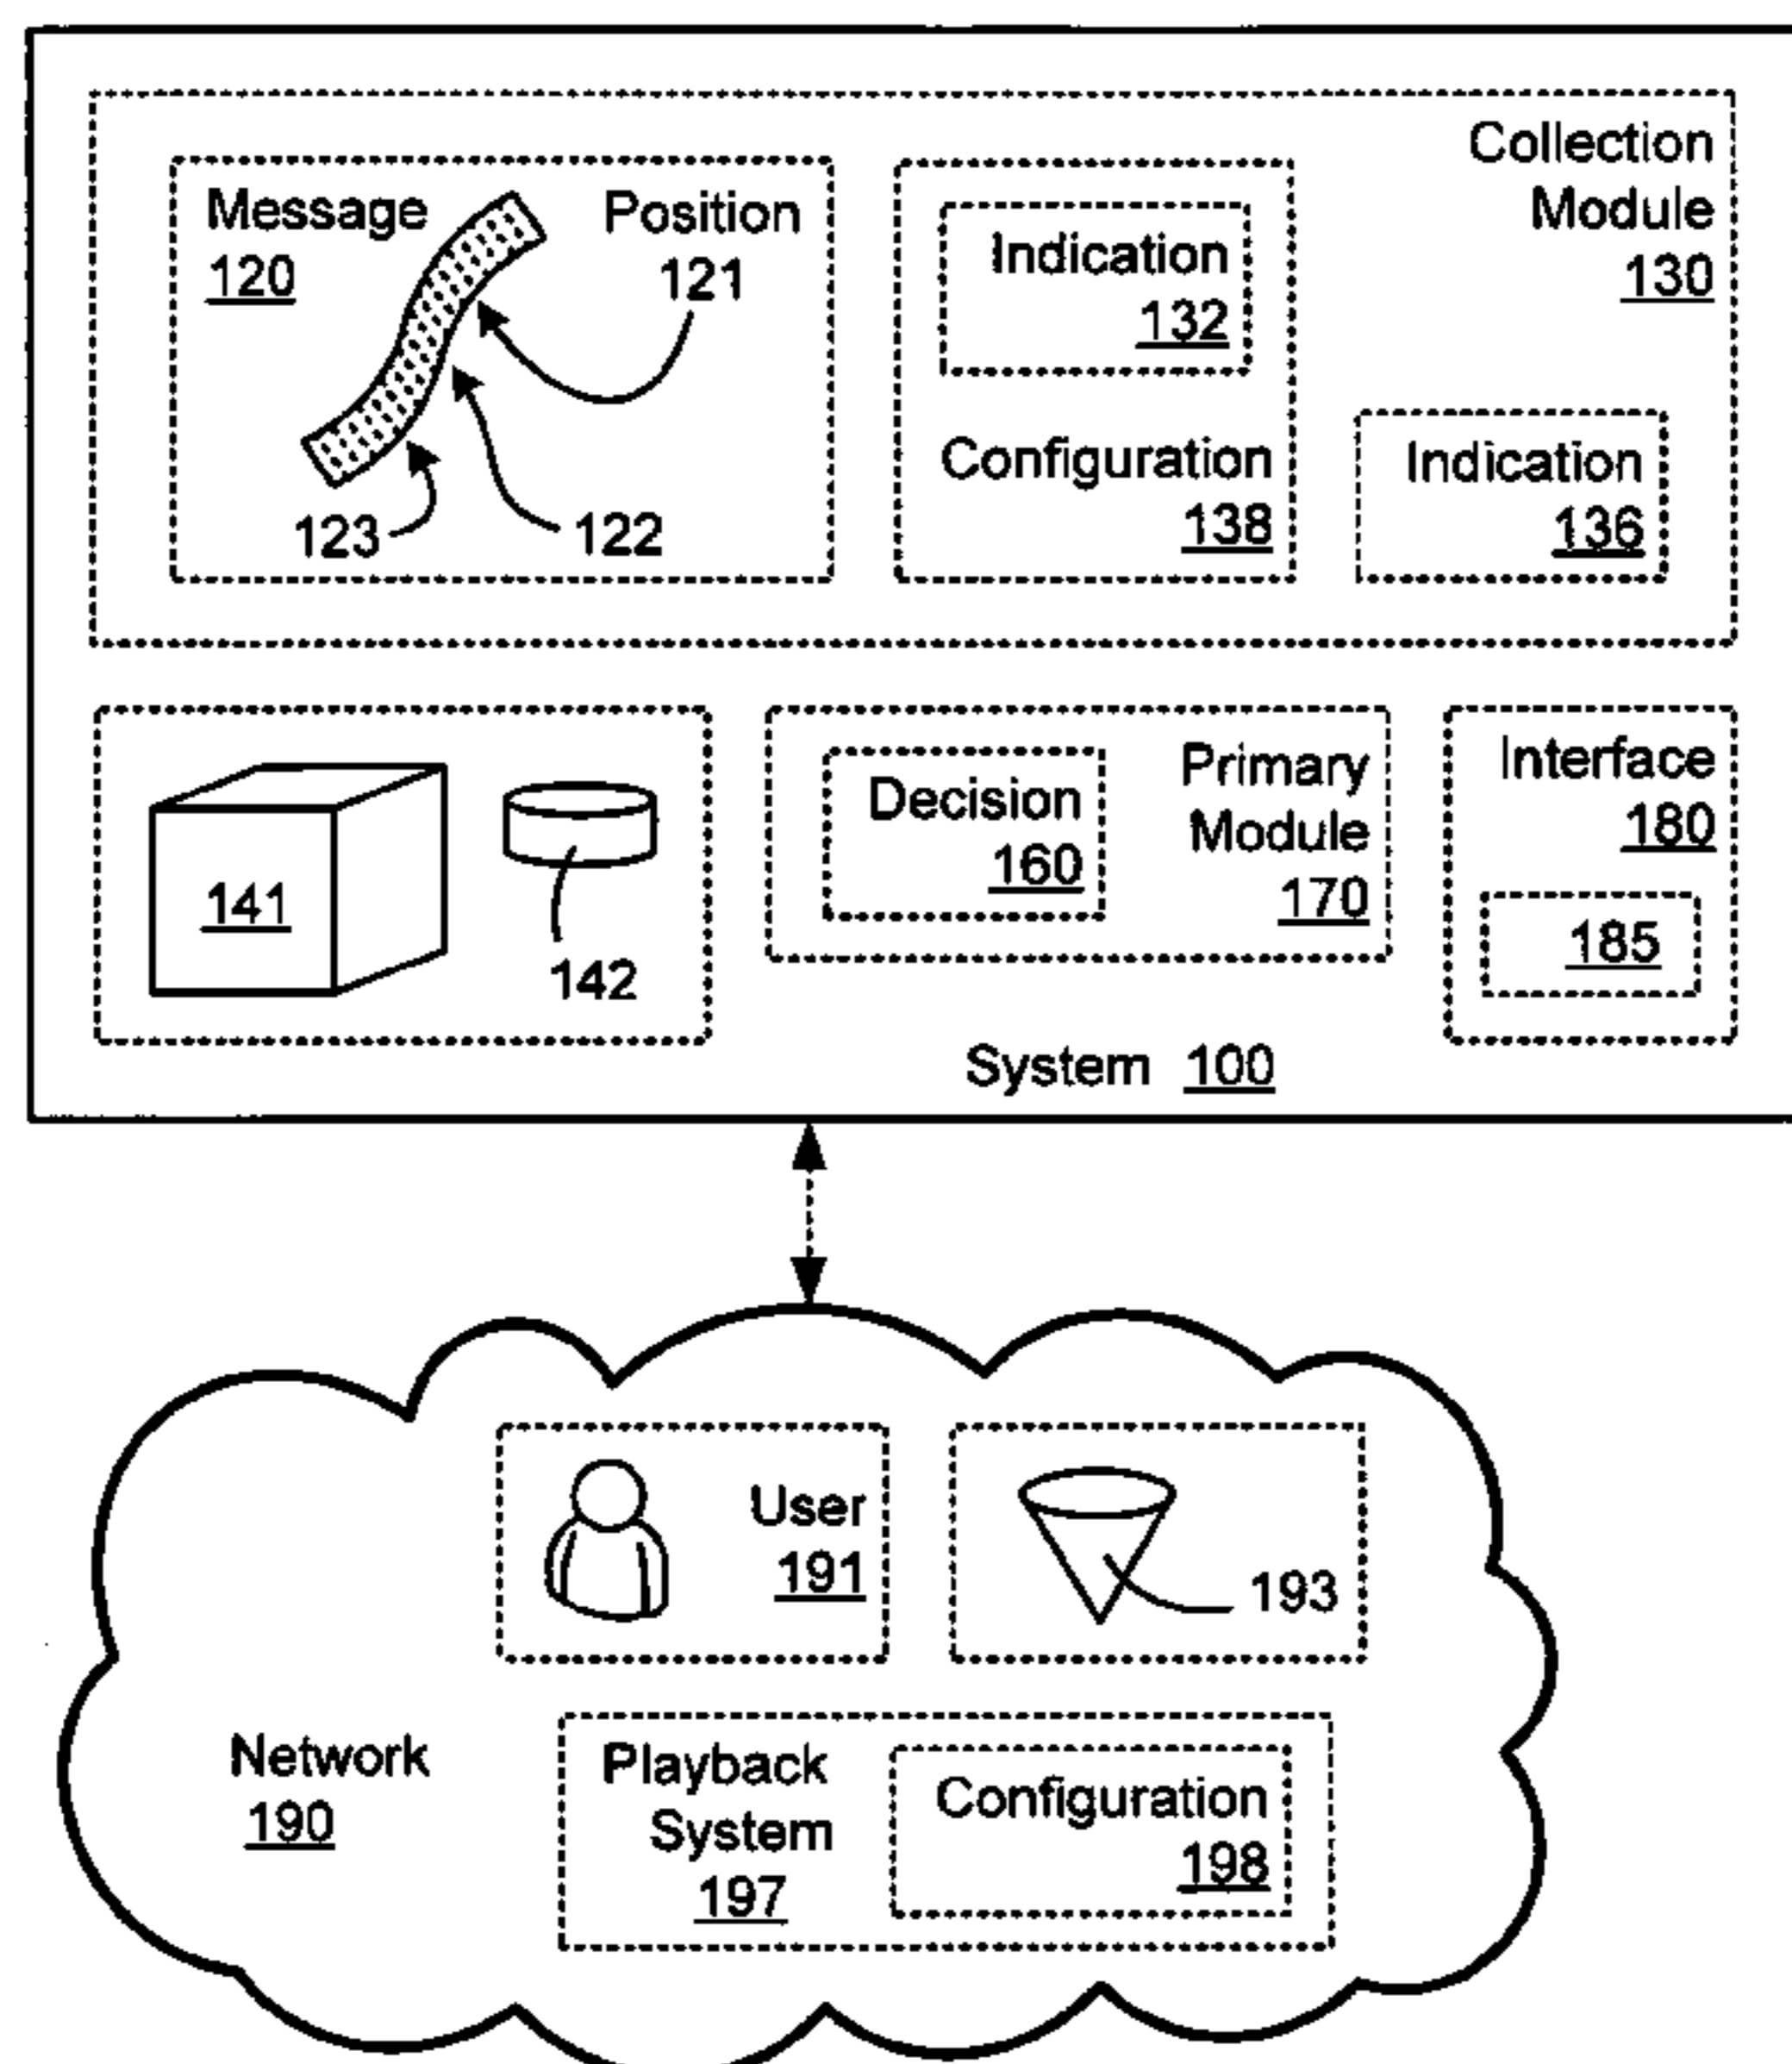 Collection
Module
130
Message
120
Position
121
122
123
Indication
132
Configuration
138
Indication
136
141
142
Decision
160
Primary
Module
170
Interface
180
185
System 100
User
191
193
Network
190
Playback
System
197
Configuration
198